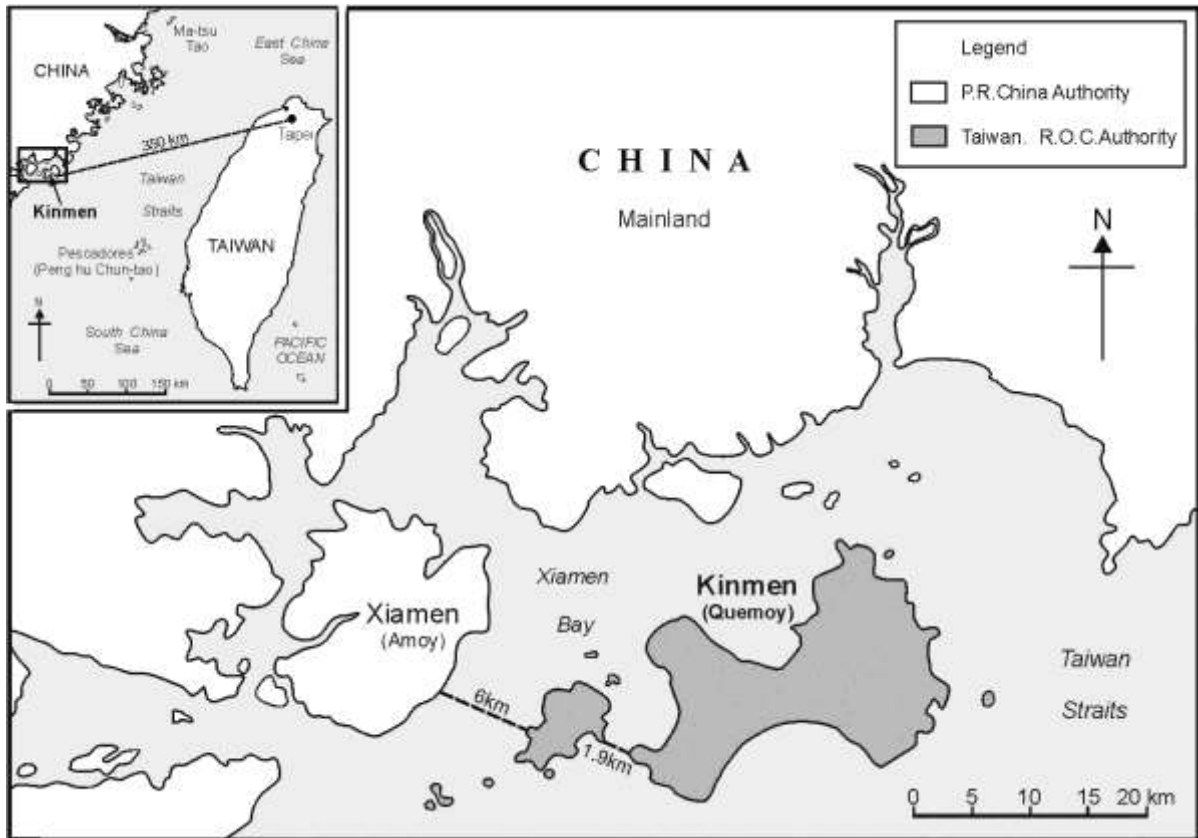 Ma-tsu
Tao
East China
Sea
CHINA
350 km
Taipei
Taiwan
Straits
Kinmen
TAIWAN
Pescadores
(Peng hu Chun-tao)
N
South China
Sea
PACIFIC
OCEAN
0 50 100 150 km
Legend
P.R.China Authority
Taiwan. R.O.C.Authority
CHINA
Mainland
N
Xiamen
Bay
Kinmen
(Quemoy)
Xiamen
(Amoy)
Taiwan
Straits
6km
1.9km
0 5 10 15 20 km